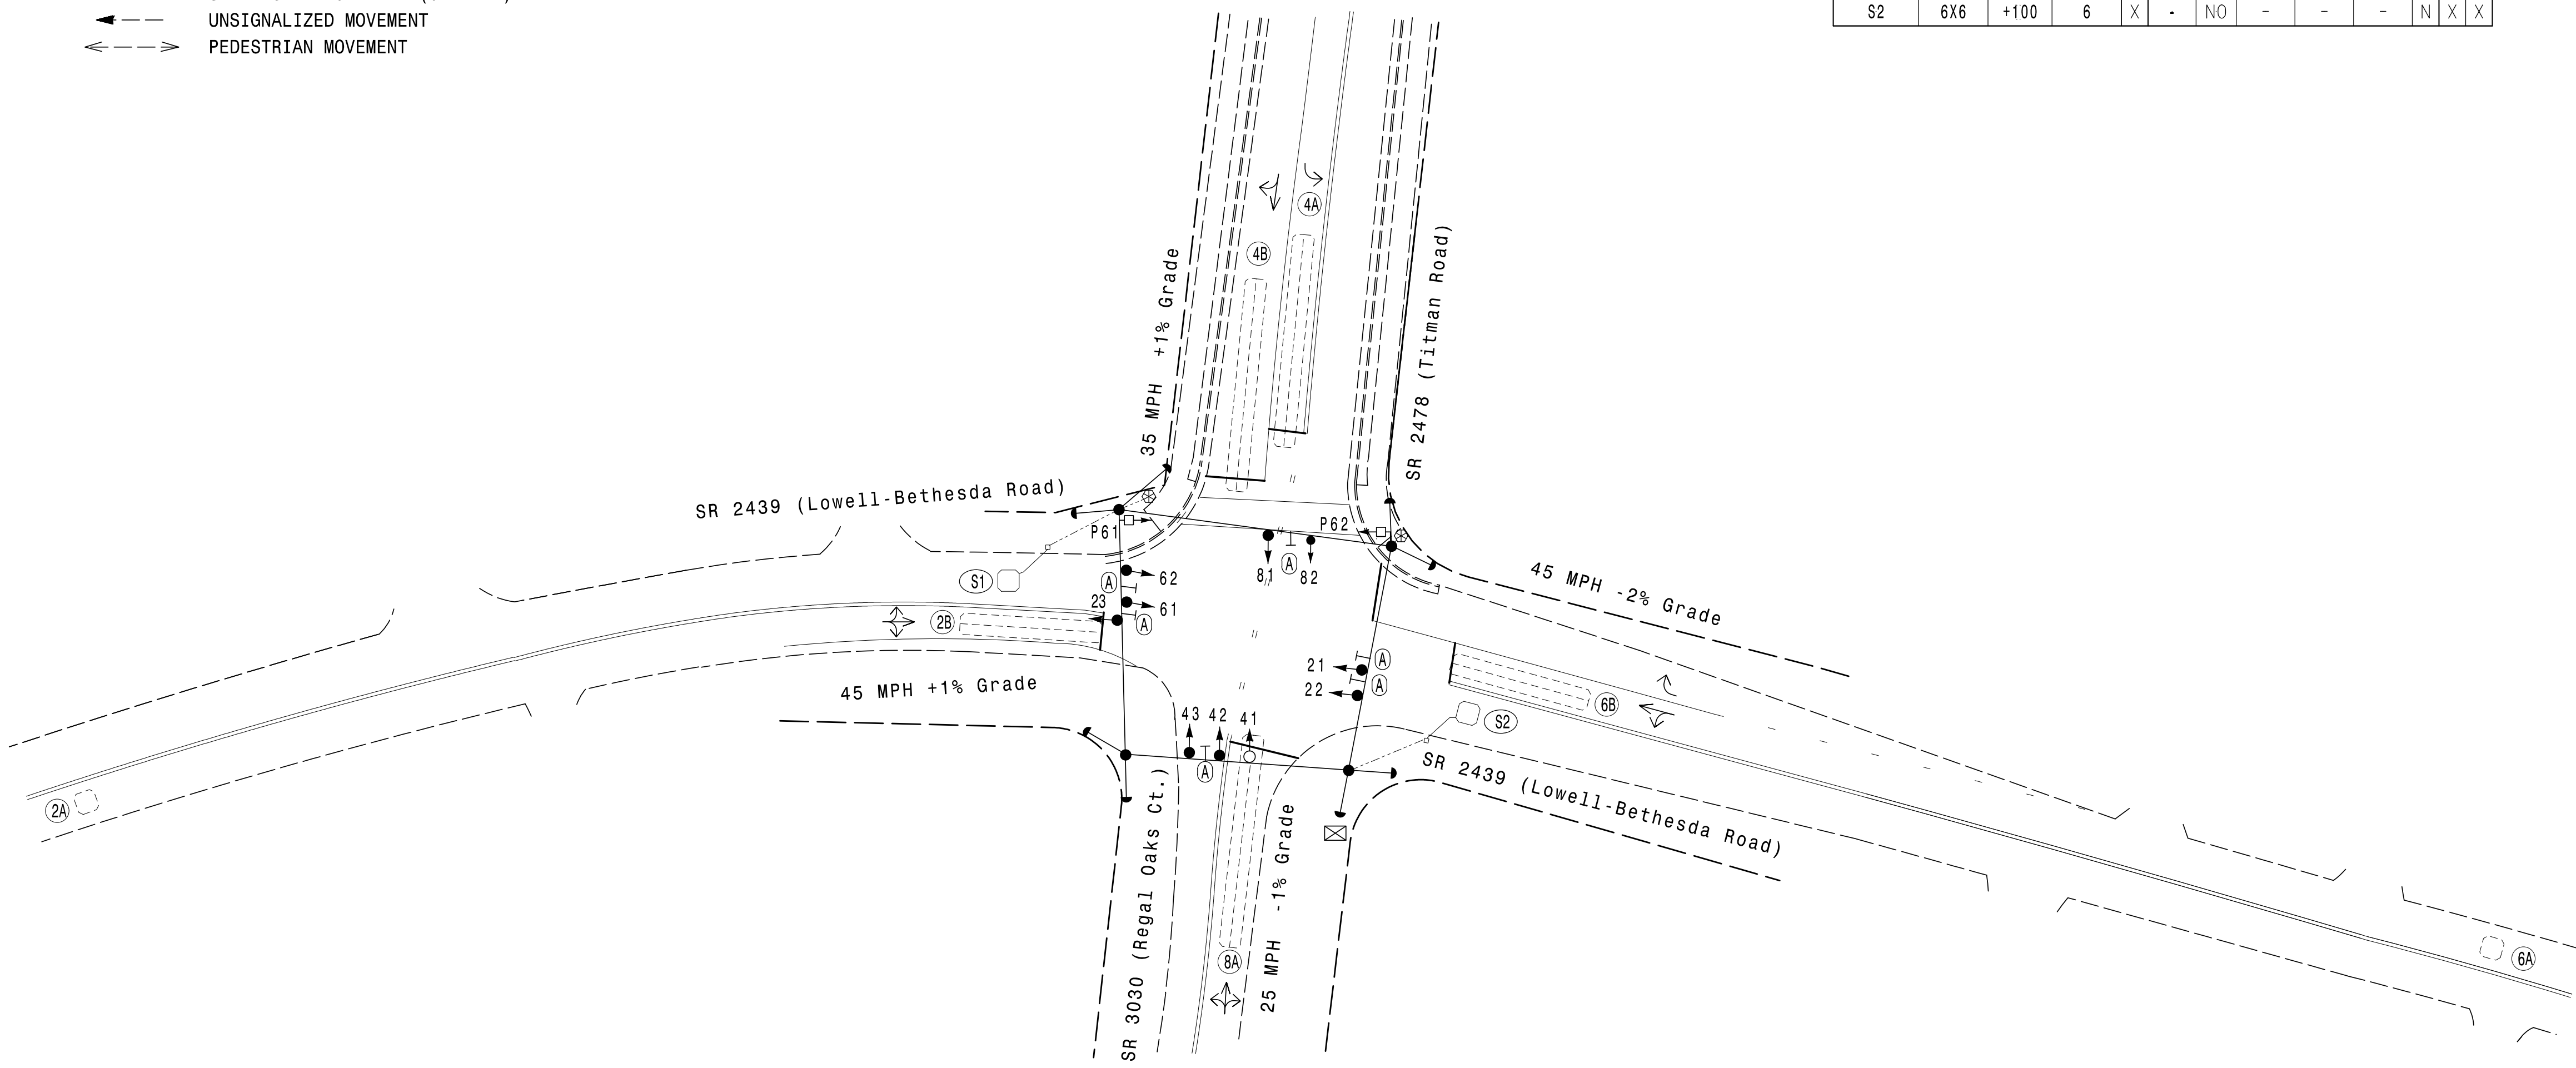 UNSIGNALIZED MOVEMENT
PEDESTRIAN MOVEMENT
S2 6X6 +100 6 X - NO - - - N X X
4A
4B
35 MPH +1% Grade
SR 2478 (Titman Road)
SR 2439 (Lowell-Bethesda Road)
P61
P62
S1
A
62
81
A
82
45 MPH -2% Grade
23
61
A
2B
21
A
22
A
45 MPH +1% Grade
6B
S2
43 42 41
A
SR 2439 (Lowell-Bethesda Road)
2A
SR 3030 (Regal Oaks Ct.)
25 MPH -1% Grade
8A
6A